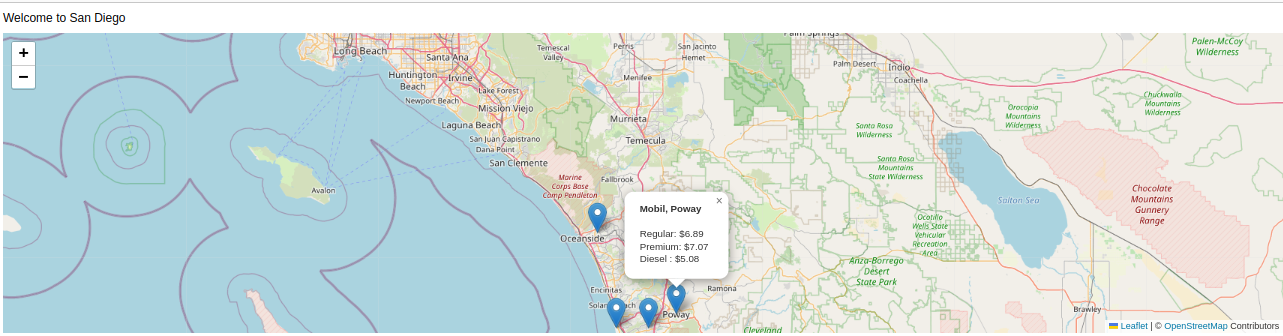 Welcome to San Diego
+
−
Long Beach
Santa Ana
Huntington
Beach
Irvine
Newport Beach
Lake Forest
Mission Viejo
Laguna Beach
San Juan Capistrano
Dana Point
San Clemente
Temescal
Valley
Perris
San Jacinto
Hemet
Menifee
Murrieta
Temecula
Palm Springs
Palm Desert
Indio
Coachella
Palen-McCoy
Wilderness
Orocopia
Mountains
Wilderness
Chuckwalla
Mountains
Wilderness
Santa Rosa
Wilderness
Santa Rosa
Mountains
State Wilderness
Avalon
Marine
Corps Base
Camp Pendleton
Fallbrook
Salton Sea
Chocolate
Mountains
Gunnery
Range
Ocotillo
Wells State
Vehicular
Recreation
Area
Mobil, Poway
×
Regular: $6.89
Premium: $7.07
Diesel : $5.08
Oceanside
Anza-Borrego
Desert
State Park
Encinitas
Ramona
Poway
Brawley
Cleveland
Leaflet | © OpenStreetMap Contributors